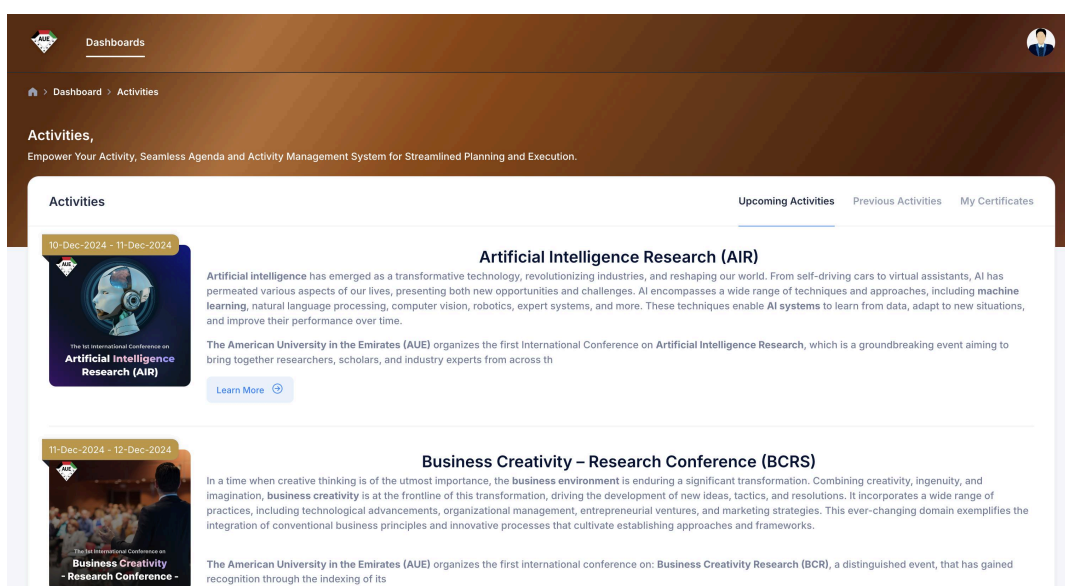 AUE
Dashboards
Dashboard > Activities
Activities,
Empower Your Activity, Seamless Agenda and Activity Management System for Streamlined Planning and Execution.
Activities
Upcoming Activities
Previous Activities
My Certificates
10-Dec-2024 - 11-Dec-2024
AUE
The 1st International Conference on
Artificial Intelligence
Research (AIR)
Artificial Intelligence Research (AIR)
Artificial intelligence has emerged as a transformative technology, revolutionizing industries, and reshaping our world. From self-driving cars to virtual assistants, AI has
permeated various aspects of our lives, presenting both new opportunities and challenges. AI encompasses a wide range of techniques and approaches, including machine
learning, natural language processing, computer vision, robotics, expert systems, and more. These techniques enable AI systems to learn from data, adapt to new situations,
and improve their performance over time.
The American University in the Emirates (AUE) organizes the first International Conference on Artificial Intelligence Research, which is a groundbreaking event aiming to
bring together researchers, scholars, and industry experts from across th
Learn More
11-Dec-2024 - 12-Dec-2024
AUE
The 1st International Conference on
Business Creativity
- Research Conference -
Business Creativity – Research Conference (BCRS)
In a time when creative thinking is of the utmost importance, the business environment is enduring a significant transformation. Combining creativity, ingenuity, and
imagination, business creativity is at the frontline of this transformation, driving the development of new ideas, tactics, and resolutions. It incorporates a wide range of
practices, including technological advancements, organizational management, entrepreneurial ventures, and marketing strategies. This ever-changing domain exemplifies the
integration of conventional business principles and innovative processes that cultivate establishing approaches and frameworks.
The American University in the Emirates (AUE) organizes the first international conference on: Business Creativity Research (BCR), a distinguished event, that has gained
recognition through the indexing of its